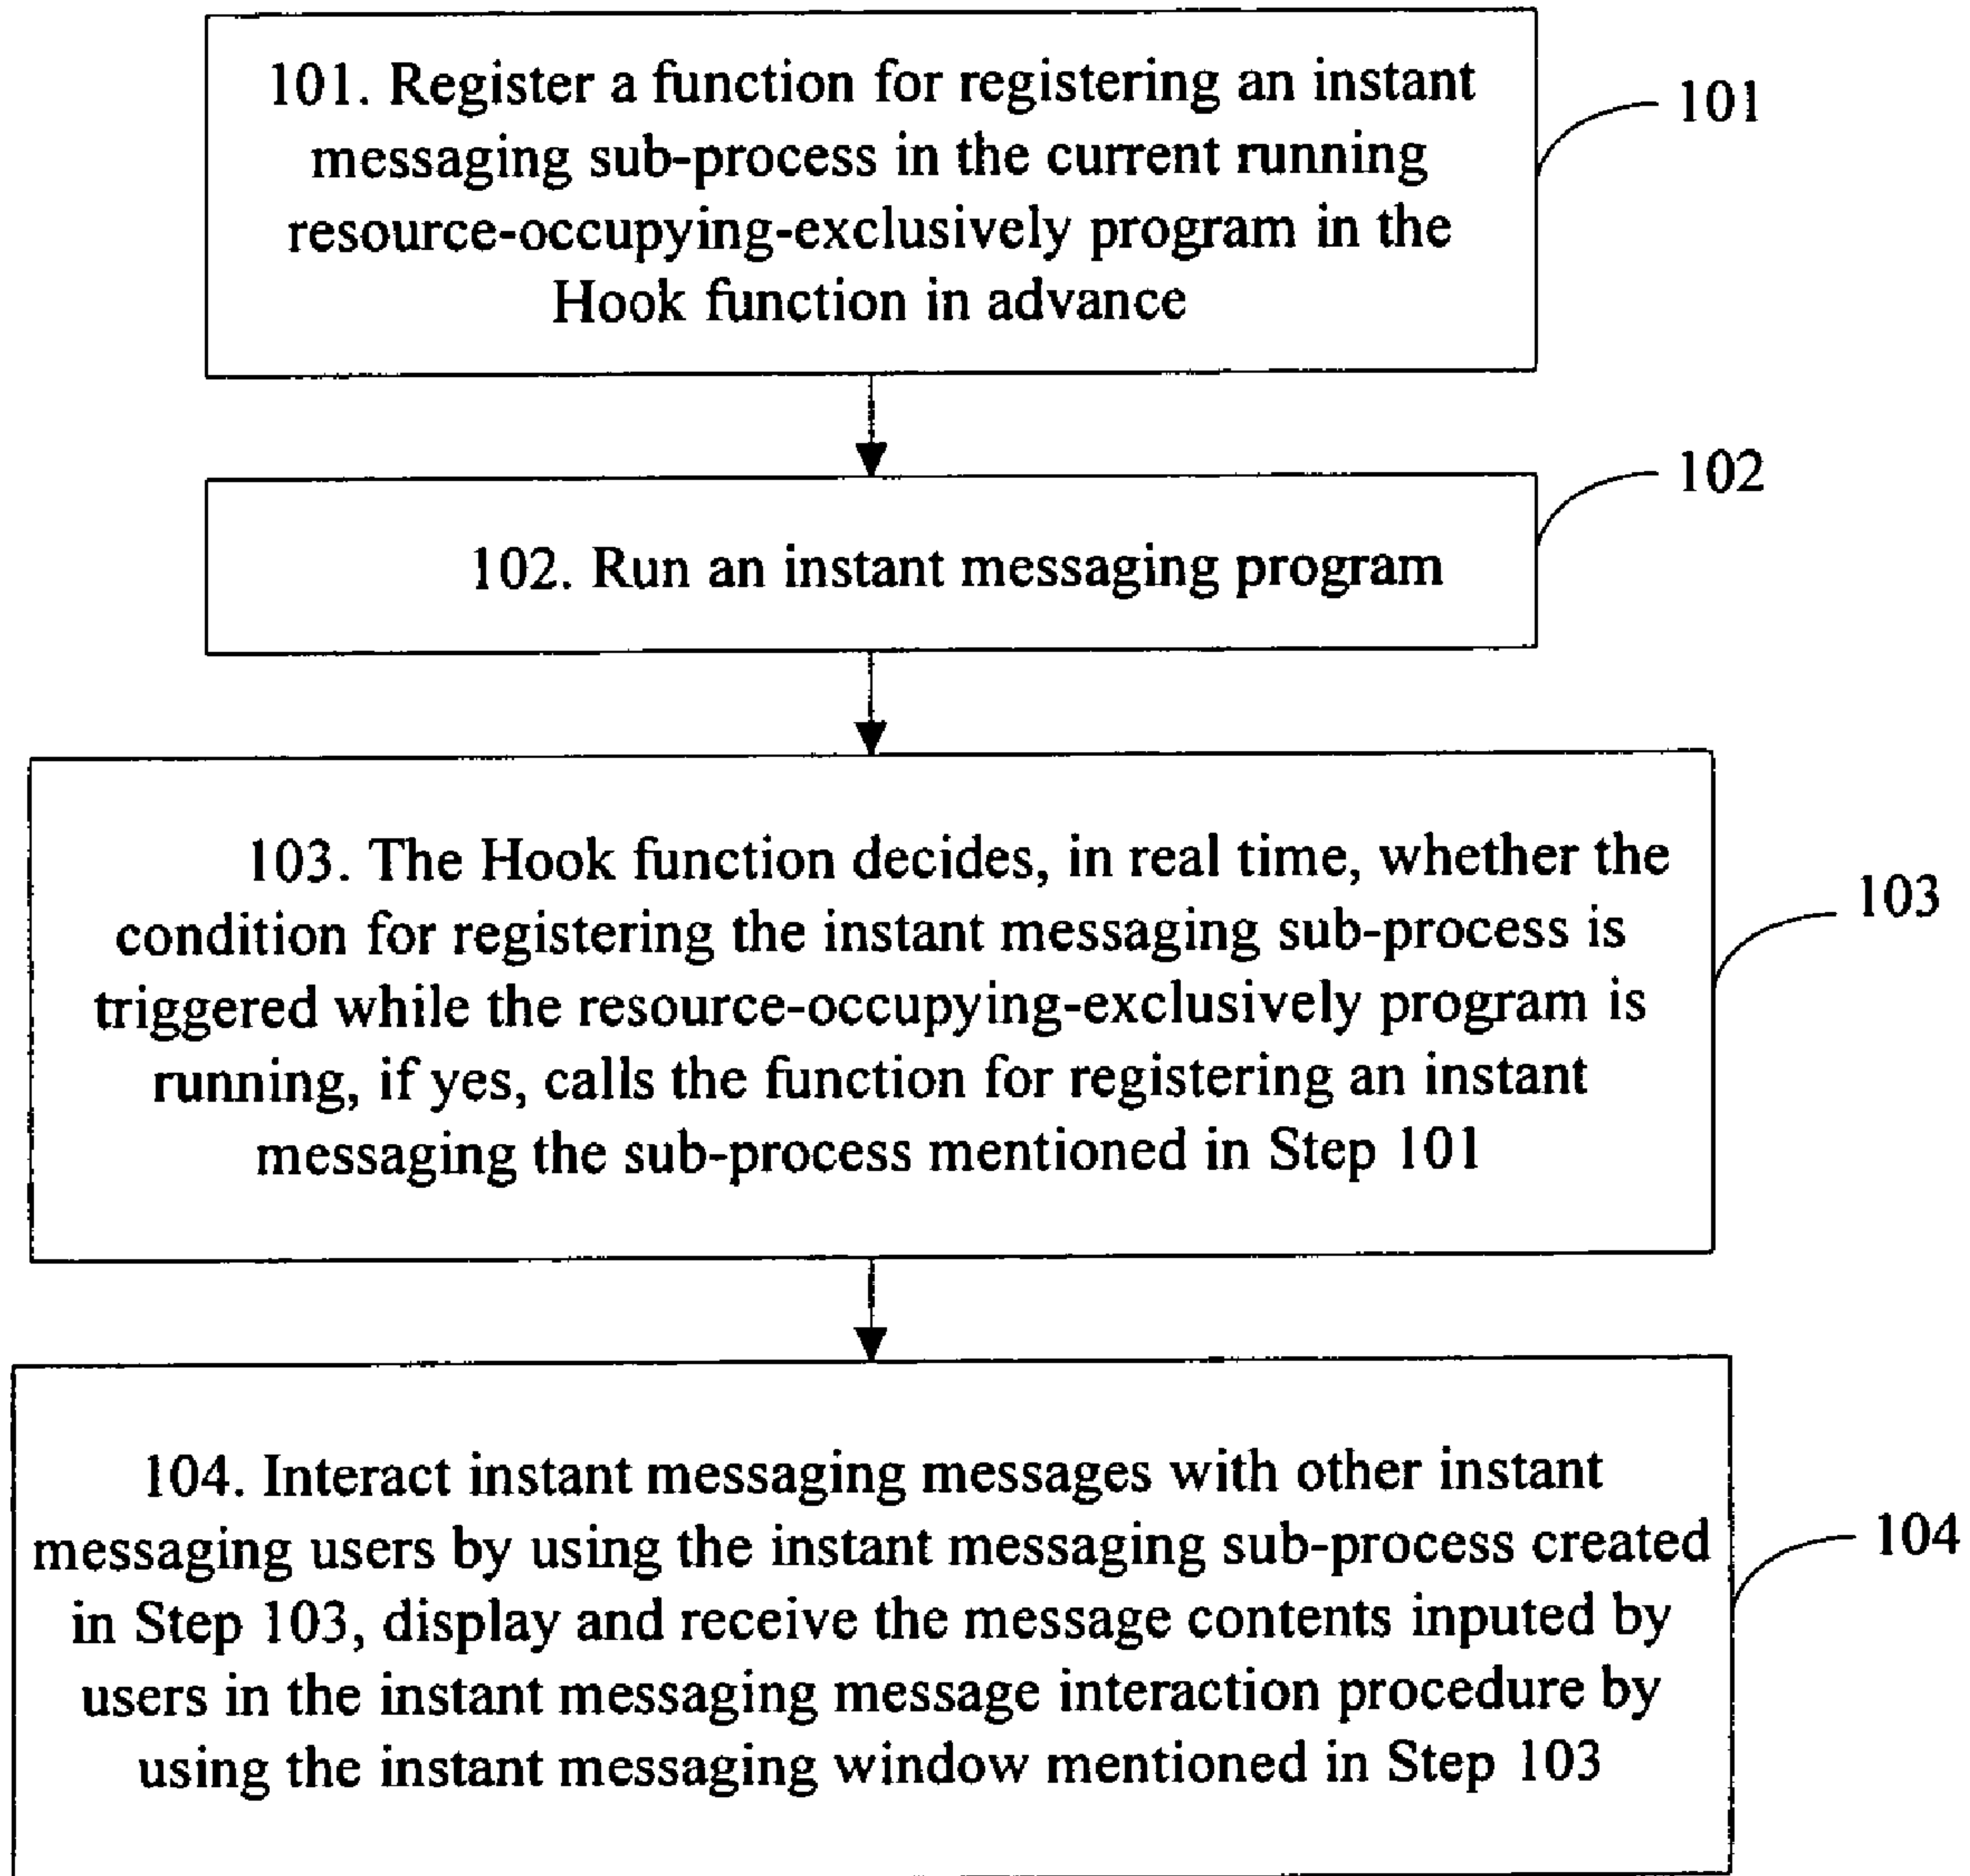 101. Register a function for registering an instant
messaging sub-process in the current running
resource-occupying-exclusively program in the
Hook function in advance
101
102. Run an instant messaging program
102
103. The Hook function decides, in real time, whether the
condition for registering the instant messaging sub-process is
triggered while the resource-occupying-exclusively program is
running, if yes, calls the function for registering an instant
messaging the sub-process mentioned in Step 101
103
104. Interact instant messaging messages with other instant
messaging users by using the instant messaging sub-process created
in Step 103, display and receive the message contents inputed by
users in the instant messaging message interaction procedure by
using the instant messaging window mentioned in Step 103
104